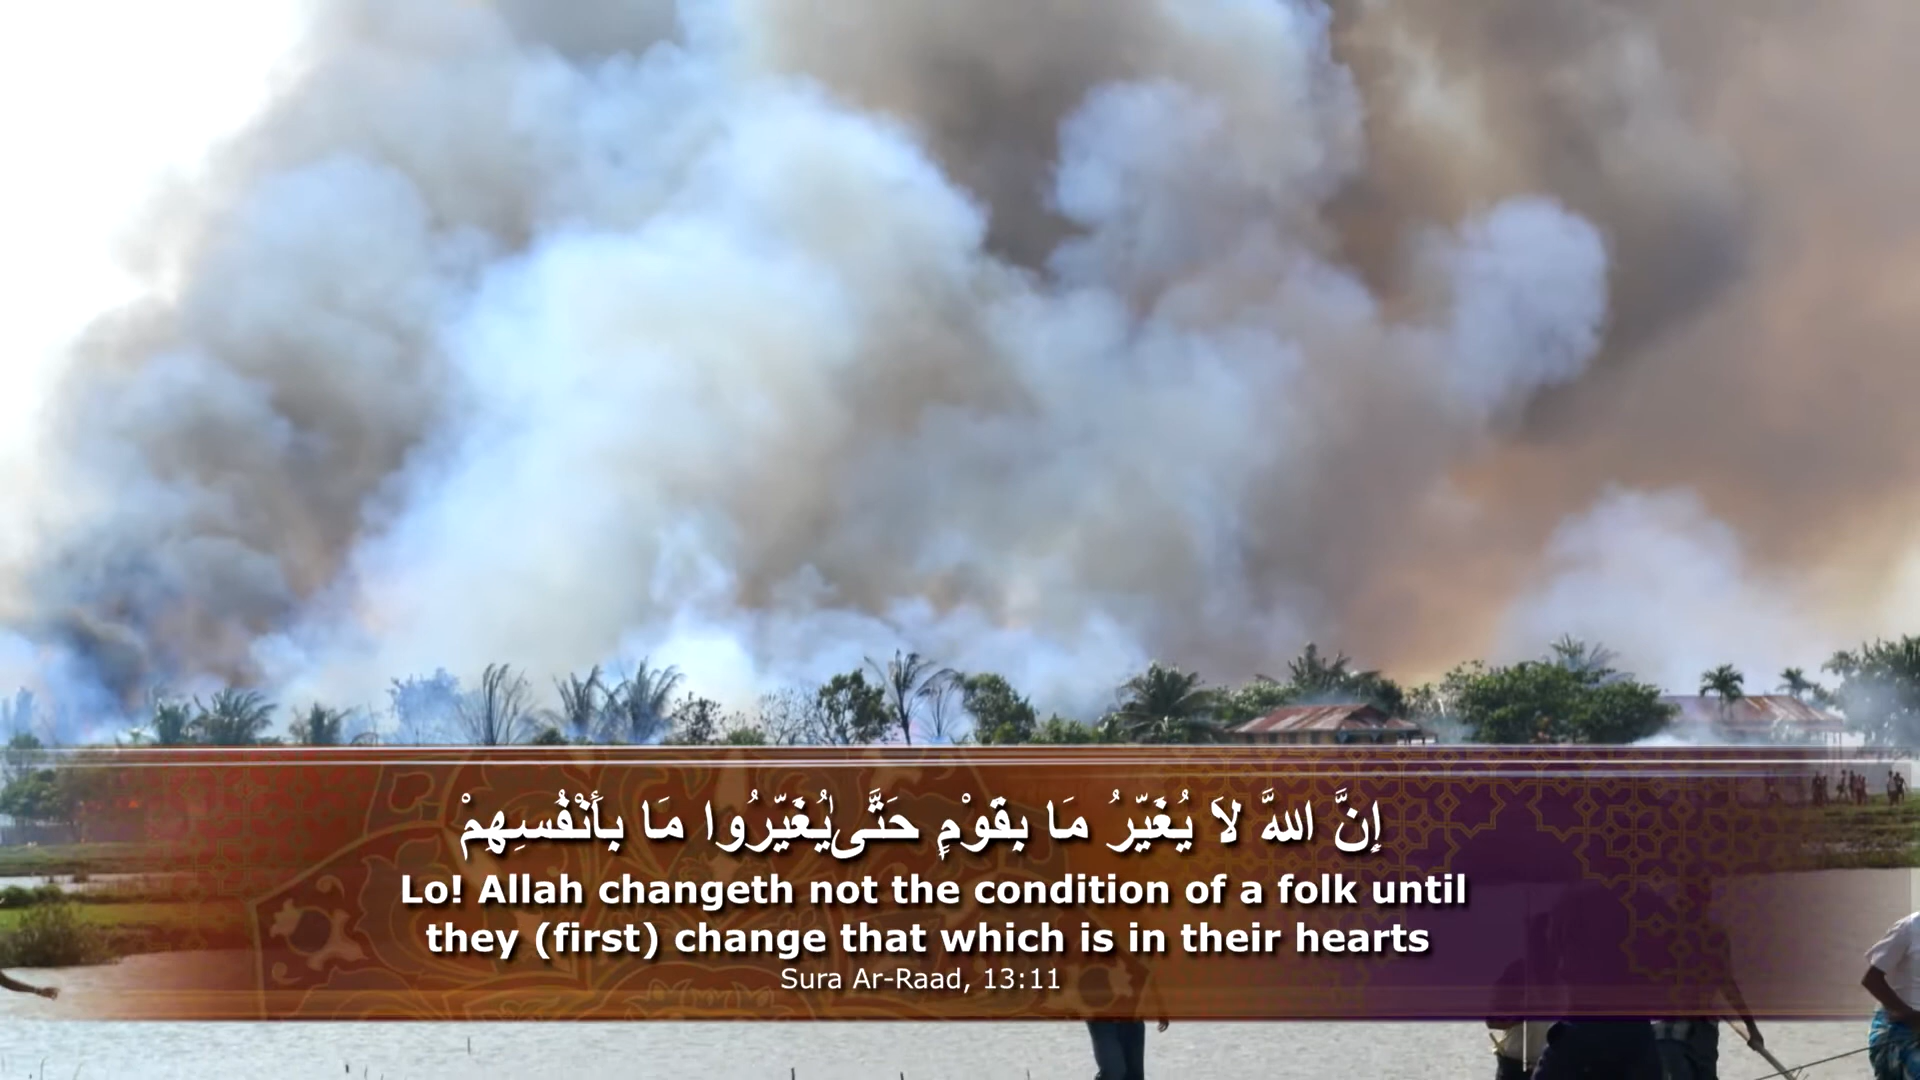 إِنَّ اللهَّ لاَ يُغَيِّرُ مَا بِقَوْمٍ حَتَّى يُغَيِّرُوا مَا بِأَنْفُسِهِمْ
Lo! Allah changeth not the condition of a folk until
they (first) change that which is in their hearts
Sura Ar-Raad, 13:11